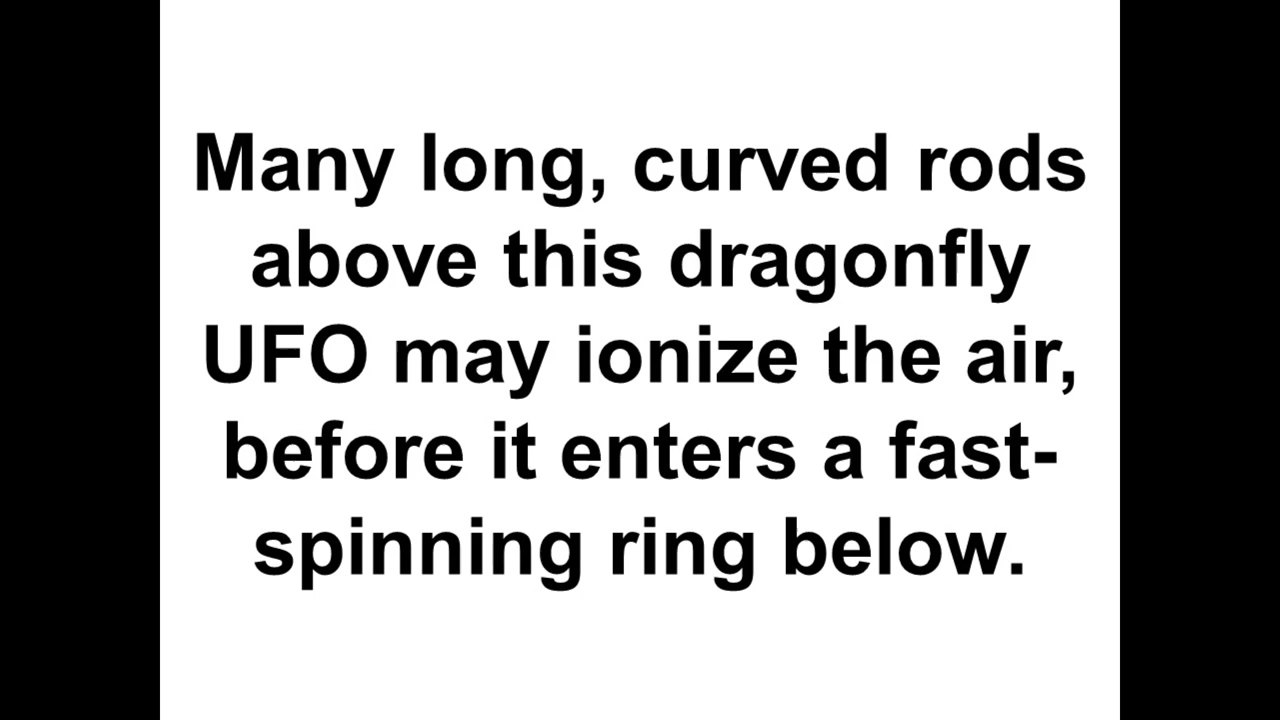 Many long, curved rods
above this dragonfly
UFO may ionize the air,
before it enters a fast-
spinning ring below.